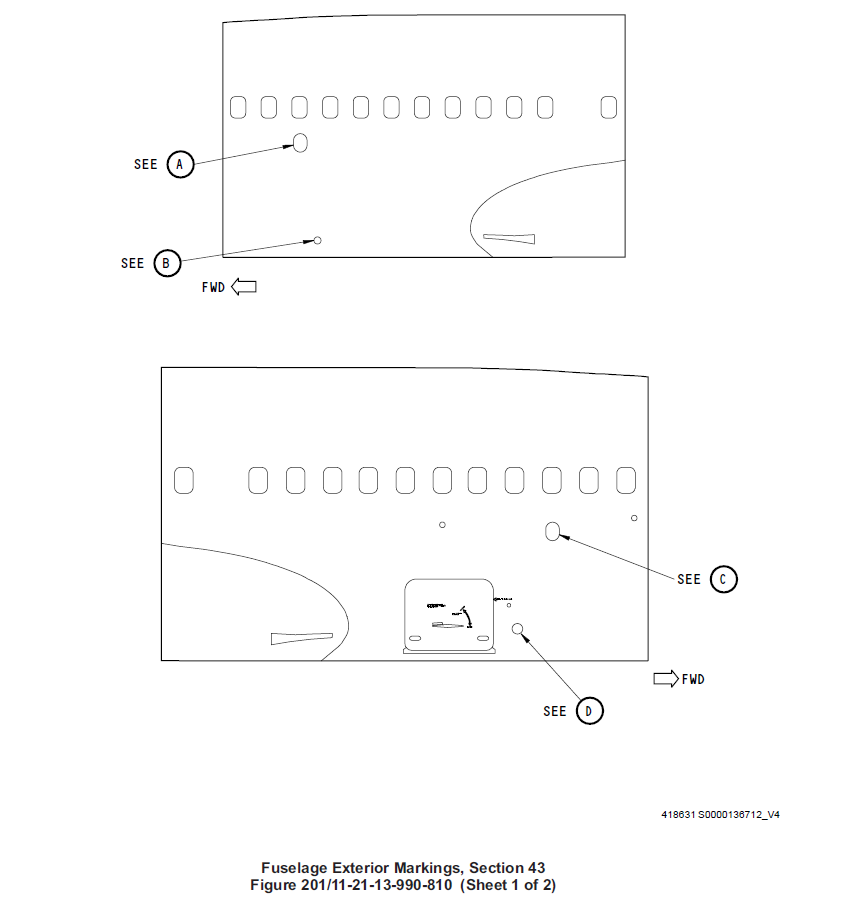 SEE A
SEE B
FWD
SEE C
FWD
SEE D
418631 S0000136712_V4
Fuselage Exterior Markings, Section 43
Figure 201/11-21-13-990-810 (Sheet 1 of 2)